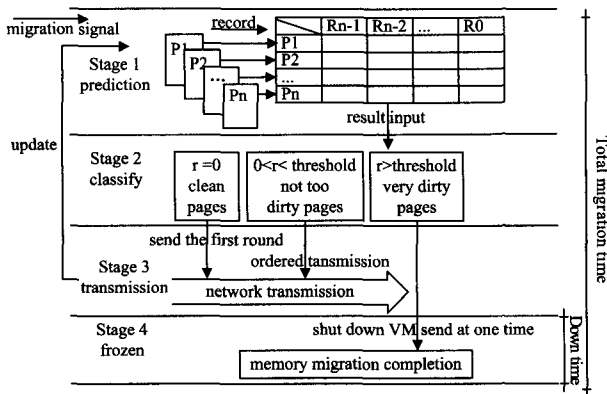 migration signal
record
Rn-1 Rn-2 ... R0
P1
P2
...
Pn
P1
P2
...
Pn
Stage 1
prediction
result input
update
Stage 2
classify
r =0
clean
pages
0<r< threshold
not too
dirty pages
r>threshold
very dirty
pages
send the first round
ordered tansmission
Stage 3
transmission
network transmission
Stage 4
frozen
shut down VM send at one time
memory migration completion
Total migration time
Down time